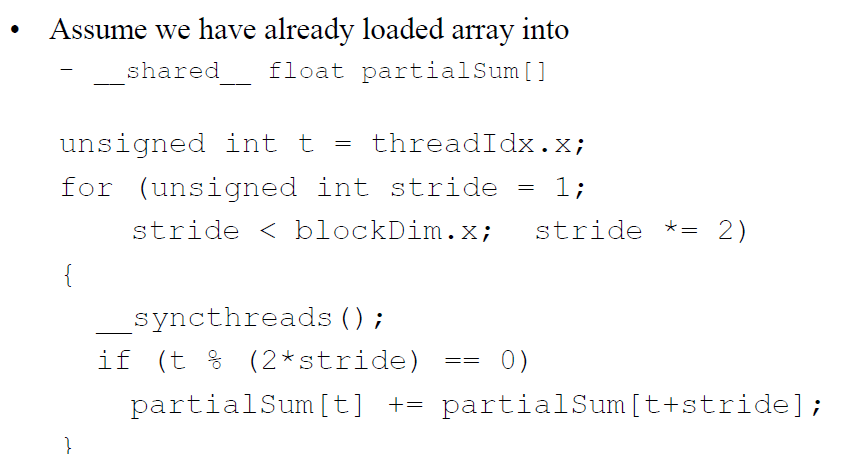 • Assume we have already loaded array into
– __shared__ float partialSum[]
unsigned int t = threadIdx.x;
for (unsigned int stride = 1;
stride < blockDim.x; stride *= 2)
{
__syncthreads();
if (t % (2*stride) == 0)
partialSum[t] += partialSum[t+stride];
}